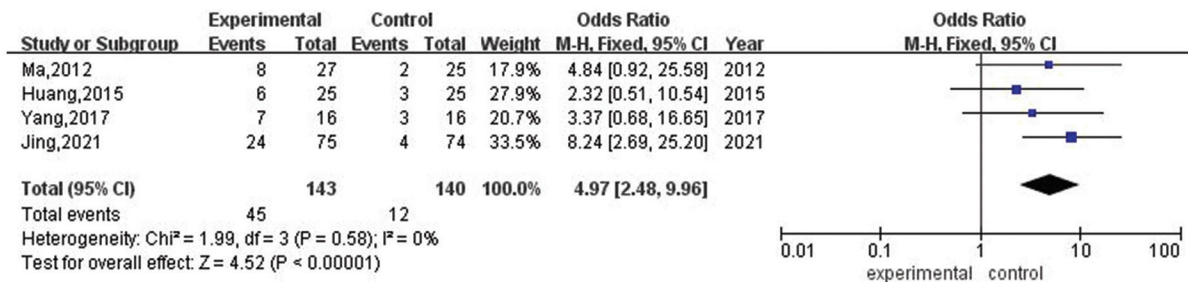 Experimental Control Odds Ratio Odds Ratio
Study or Subgroup Events Total Events Total Weight M-H, Fixed, 95% CI Year M-H, Fixed, 95% CI
Ma,2012 8 27 2 25 17.9% 4.84 [0.92, 25.58] 2012
Huang,2015 6 25 3 25 27.9% 2.32 [0.51, 10.54] 2015
Yang,2017 7 16 3 16 20.7% 3.37 [0.68, 16.65] 2017
Jing,2021 24 75 4 74 33.5% 8.24 [2.69, 25.20] 2021
Total (95% CI) 143 140 100.0% 4.97 [2.48, 9.96]
Total events 45 12
Heterogeneity: Chi² = 1.99, df = 3 (P = 0.58); I² = 0%
Test for overall effect: Z = 4.52 (P < 0.00001)
0.01 0.1 1 10 100
experimental control